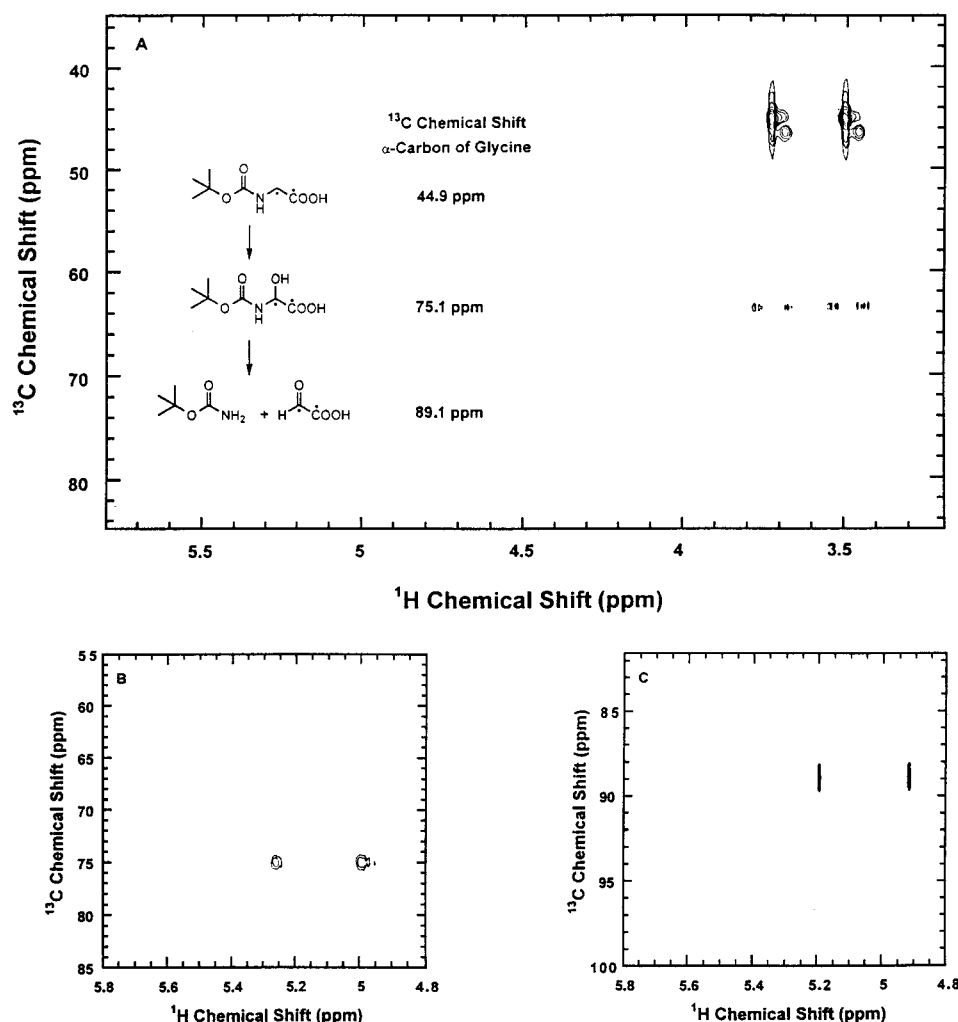 A
40
50
60
70
80
¹³C Chemical Shift (ppm)
¹³C Chemical Shift
α-Carbon of Glycine
O
O N H COOH
44.9 ppm
O OH
O N H COOH
75.1 ppm
O O
O NH₂ + H COOH
89.1 ppm
5.5 5 4.5 4 3.5
¹H Chemical Shift (ppm)
B
55
60
65
70
75
80
85
¹³C Chemical Shift (ppm)
5.8 5.6 5.4 5.2 5 4.8
¹H Chemical Shift (ppm)
C
85
90
95
100
¹³C Chemical Shift (ppm)
5.8 5.6 5.4 5.2 5 4.8
¹H Chemical Shift (ppm)